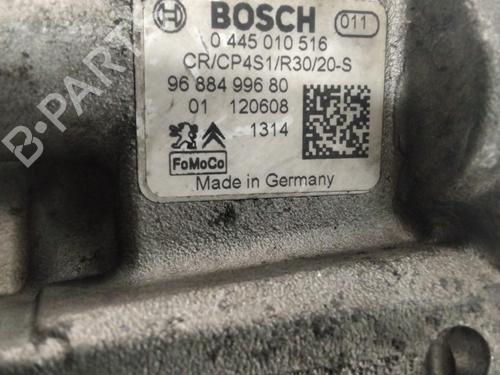 BOSCH
011
0 445 010 516
CR/CP4S1/R30/20-S
96 884 996 80
01 120608
1314
FoMoCo
Made in Germany